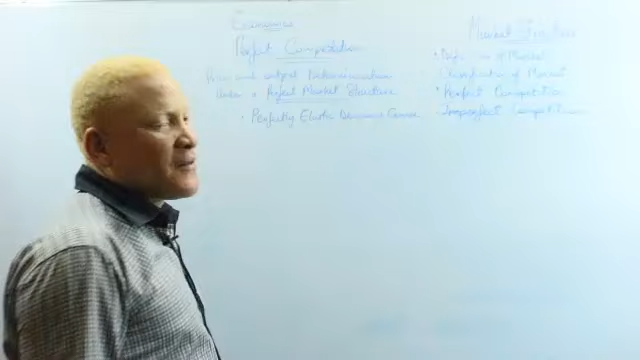 Economics
Perfect Competition
Price and output Determination
under a Perfect Market Structure
• Perfectly Elastic Demand Curve
Market Structure
• Definition of Market
• Classification of Market
• Perfect Competition
• Imperfect Competition